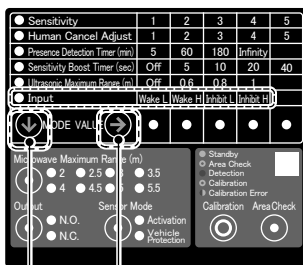 Sensitivity 1 2 3 4 5
Human Cancel Adjust 1 2 3 4 5
Presence Detection Timer (min) 5 60 180 Infinity
Sensitivity Boost Timer (sec) Off 5 10 20 40
Ultrasonic Maximum Range (m) Off 0.6 0.8 1
Input Wake L Wake H Inhibit L Inhibit H
MODE VALUE
Microwave Maximum Range (m)
2 2.5 3 3.5
4 4.5 5 5.5
Output
N.O.
N.C.
Sensor Mode
Activation
Vehicle Protection
Standby
Area Check
Detection
Calibration
Calibration Error
Calibration Area Check